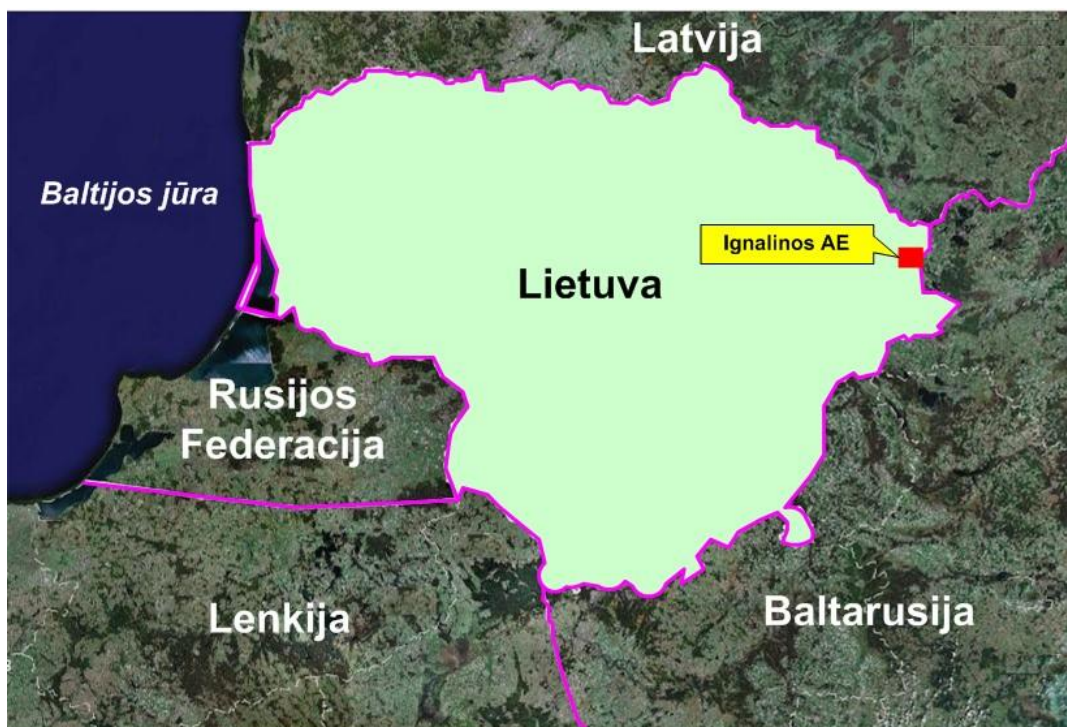 Latvija
Baltijos jūra
Ignalinos AE
Lietuva
Rusijos
Federacija
Lenkija
Baltarusija